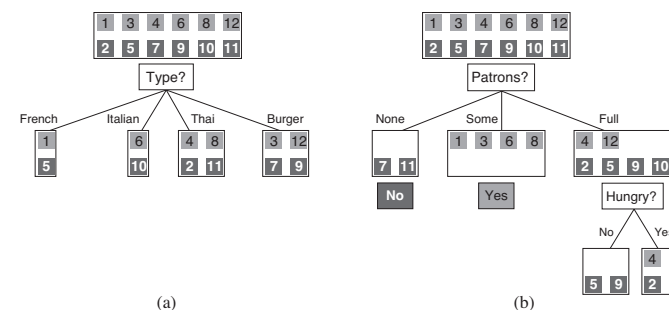 1 3 4 6 8 12
2 5 7 9 10 11
Type?
French Italian Thai Burger
1 6 4 8 3 12
5 10 2 11 7 9
(a)
1 3 4 6 8 12
2 5 7 9 10 11
Patrons?
None Some Full
1 3 6 8 4 12
7 11 2 5 9 10
No Yes Hungry?
No Yes
4
5 9 2
(b)